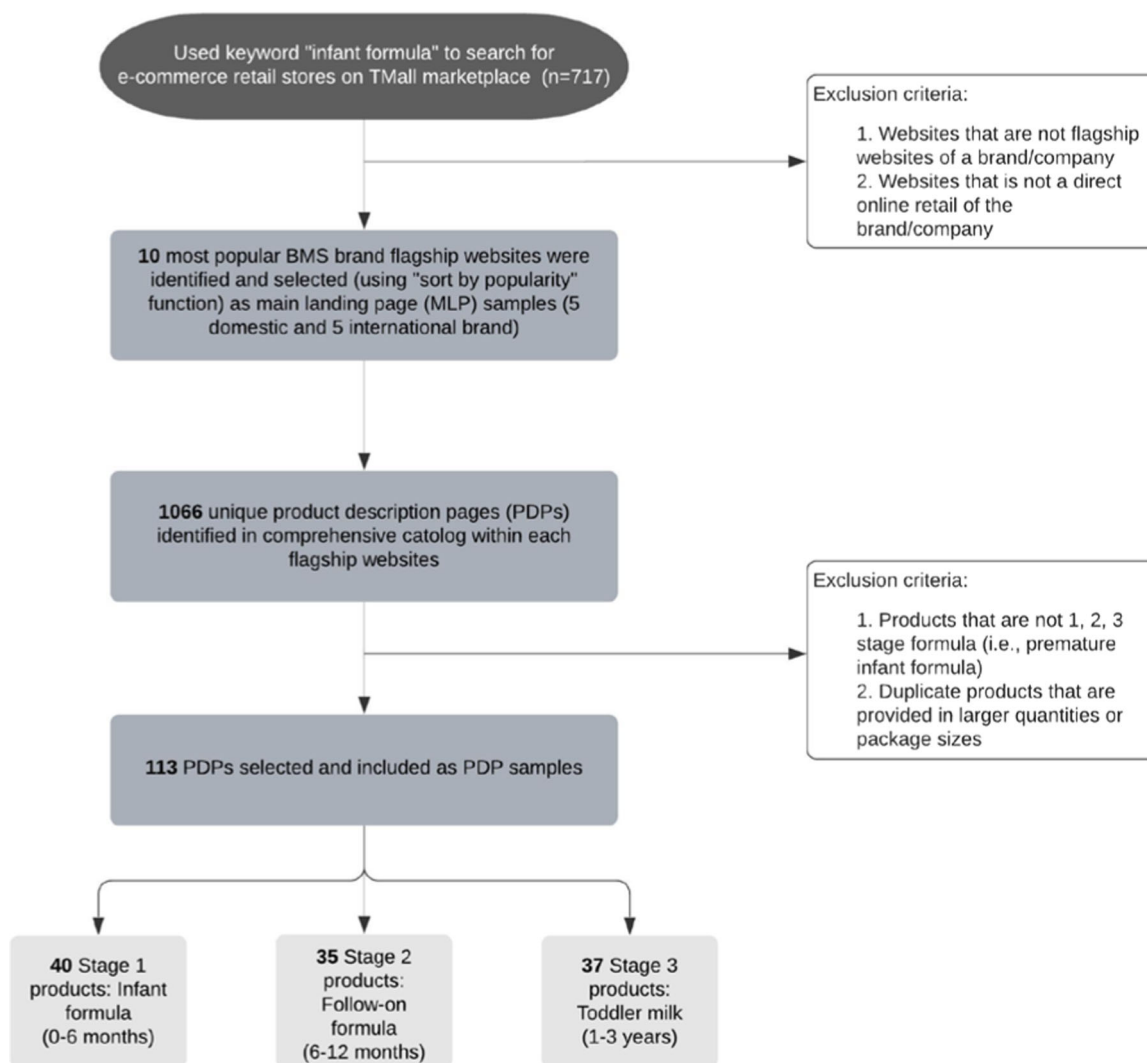 Used keyword "infant formula" to search for
e-commerce retail stores on TMall marketplace (n=717)
Exclusion criteria:
1. Websites that are not flagship
websites of a brand/company
2. Websites that is not a direct
online retail of the
brand/company
10 most popular BMS brand flagship websites were
identified and selected (using "sort by popularity"
function) as main landing page (MLP) samples (5
domestic and 5 international brand)
1066 unique product description pages (PDPs)
identified in comprehensive catolog within each
flagship websites
Exclusion criteria:
1. Products that are not 1, 2, 3
stage formula (i.e., premature
infant formula)
2. Duplicate products that are
provided in larger quantities or
package sizes
113 PDPs selected and included as PDP samples
40 Stage 1
products: Infant
formula
(0-6 months)
35 Stage 2
products:
Follow-on
formula
(6-12 months)
37 Stage 3
products:
Toddler milk
(1-3 years)